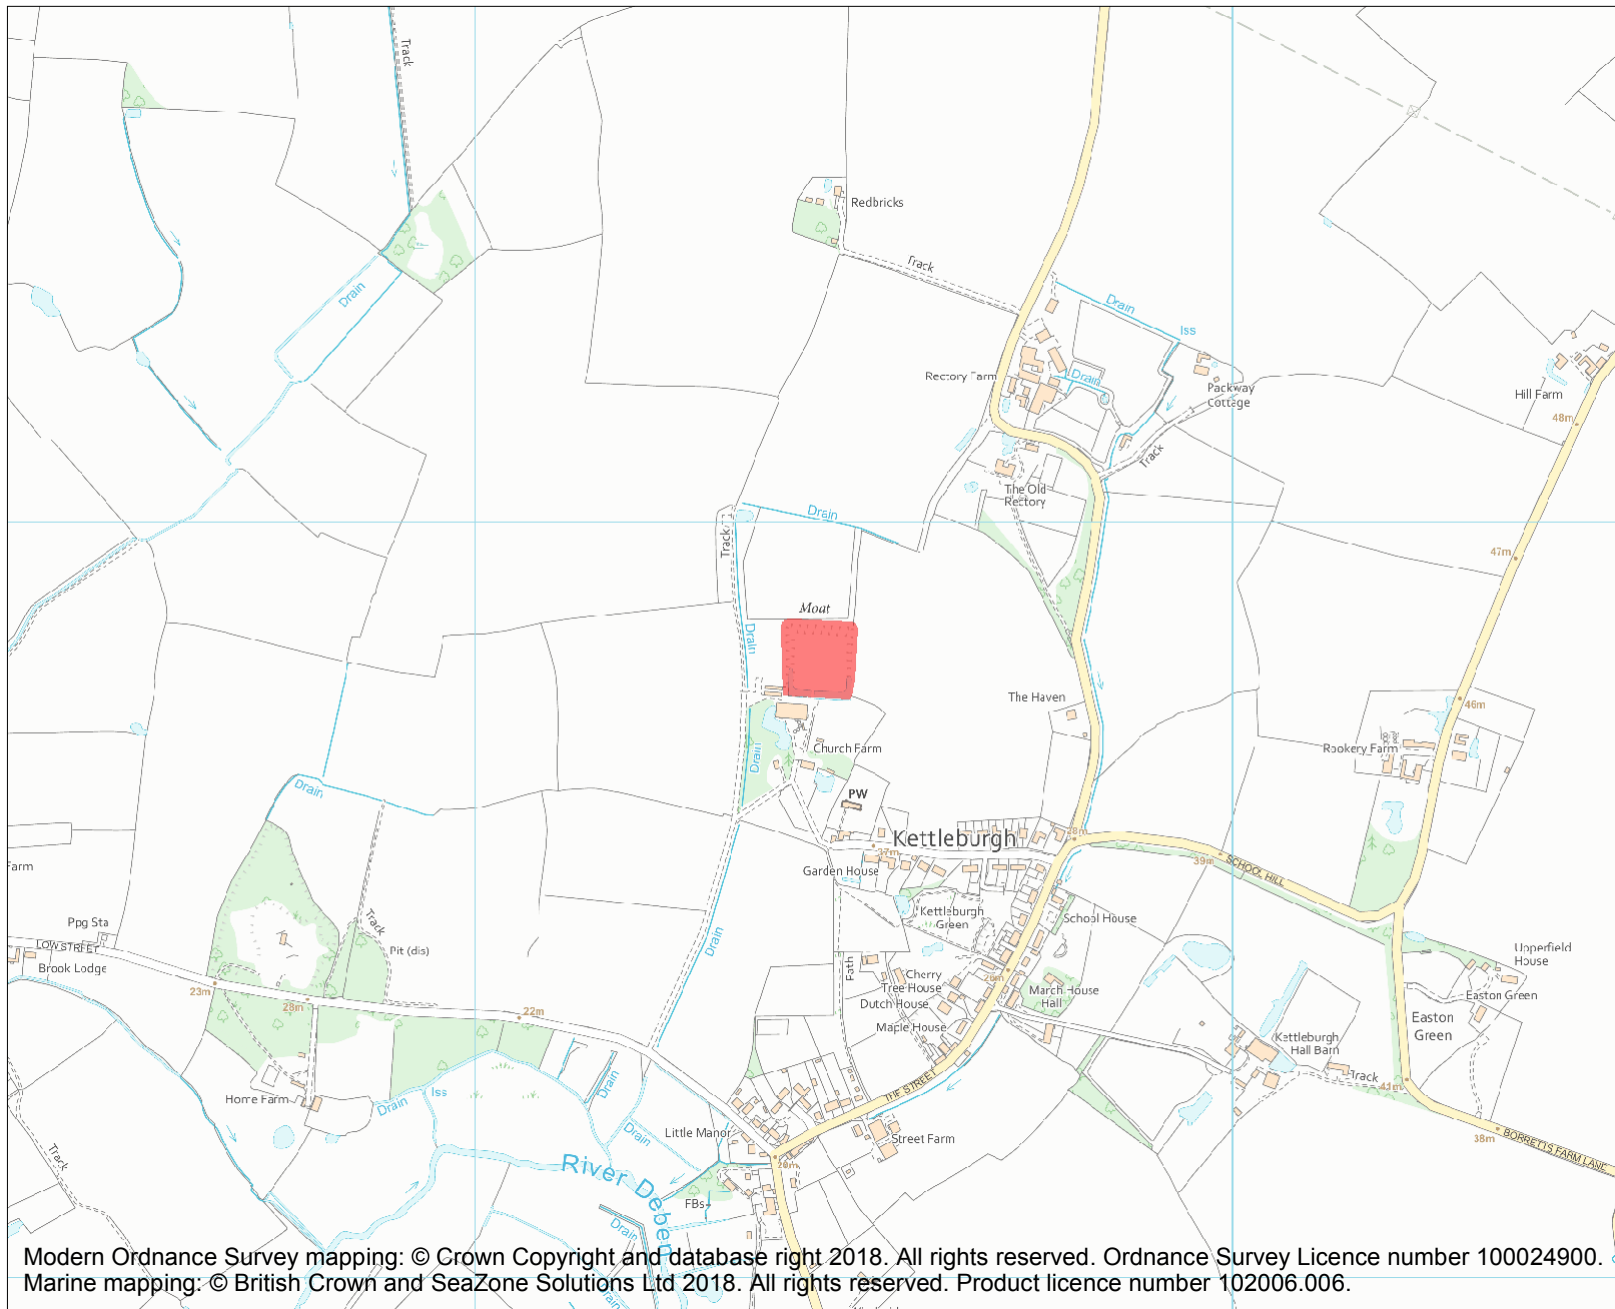 Track
Redbricks
Track
Drain
Drain
Iss
Rectory Farm
Drain
Packway
Cottage
Hill Farm
48m
Track
The Old
Rectory
Drain
Track
47m
Moat
Drain
The Haven
46m
Drain
Church Farm
Rookery Farm
Drain
PW
Kettleburgh
28m
27m
39m
SCHOOL HILL
Farm
Garden House
Kettleburgh
Green
School House
Ppg Sta
Track
LOW STREET
Pit (dis)
Drain
Upperfield
House
Brook Lodge
Path
Cherry
Tree House
26m
March House
Hall
23m
28m
22m
Dutch House
Easton Green
Maple House
Easton
Green
Kettleburgh
Hall Barn
Track
41m
THE STREET
Drain
Iss
Drain
Home Farm
Drain
Little Manor
Street Farm
38m
BORRETTS FARM LANE
Track
20m
River Deben
FBs
Drain
Drain
Modern Ordnance Survey mapping: © Crown Copyright and database right 2018. All rights reserved. Ordnance Survey Licence number 100024900.
Marine mapping: © British Crown and SeaZone Solutions Ltd 2018. All rights reserved. Product licence number 102006.006.